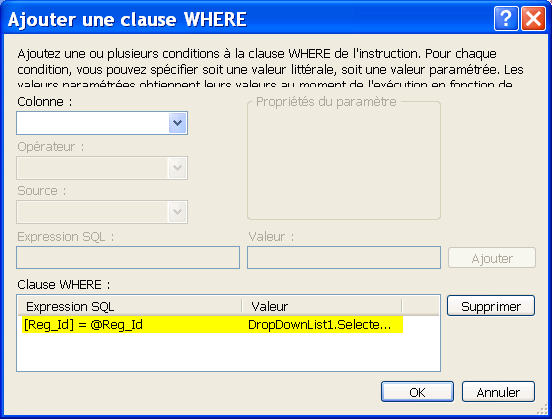 Ajouter une clause WHERE
Ajoutez une ou plusieurs conditions à la clause WHERE de l'instruction. Pour chaque
condition, vous pouvez spécifier soit une valeur littérale, soit une valeur paramétrée. Les
valeurs paramétrées obtiennent leurs valeurs au moment de l'exécution en fonction de
Colonne :
Propriétés du paramètre
Opérateur :
Source :
Expression SQL :
Valeur :
Ajouter
Clause WHERE :
Expression SQL Valeur
Supprimer
[Reg_Id] = @Reg_Id DropDownList1.Selecte...
OK
Annuler